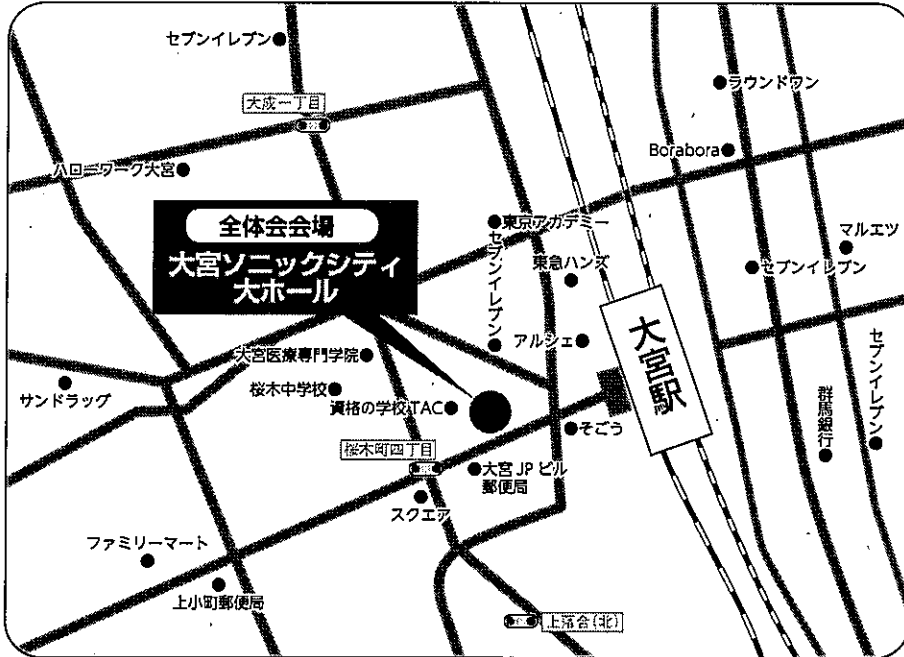 セブンイレブン
大成一丁目
ラウンドワン
Borabora
ハローワーク大宮
全体会会場
大宮ソニックシティ
大ホール
東京アカデミー
セブンイレブン
東急ハンズ
マルエツ
セブンイレブン
アルシェ
大宮駅
セブンイレブン
大宮医療専門学院
サンドラッグ
桜木中学校
資格の学校TAC
そごう
群馬銀行
桜木町四丁目
大宮JPビル
郵便局
スクエア
ファミリーマート
上小町郵便局
上落合(北)